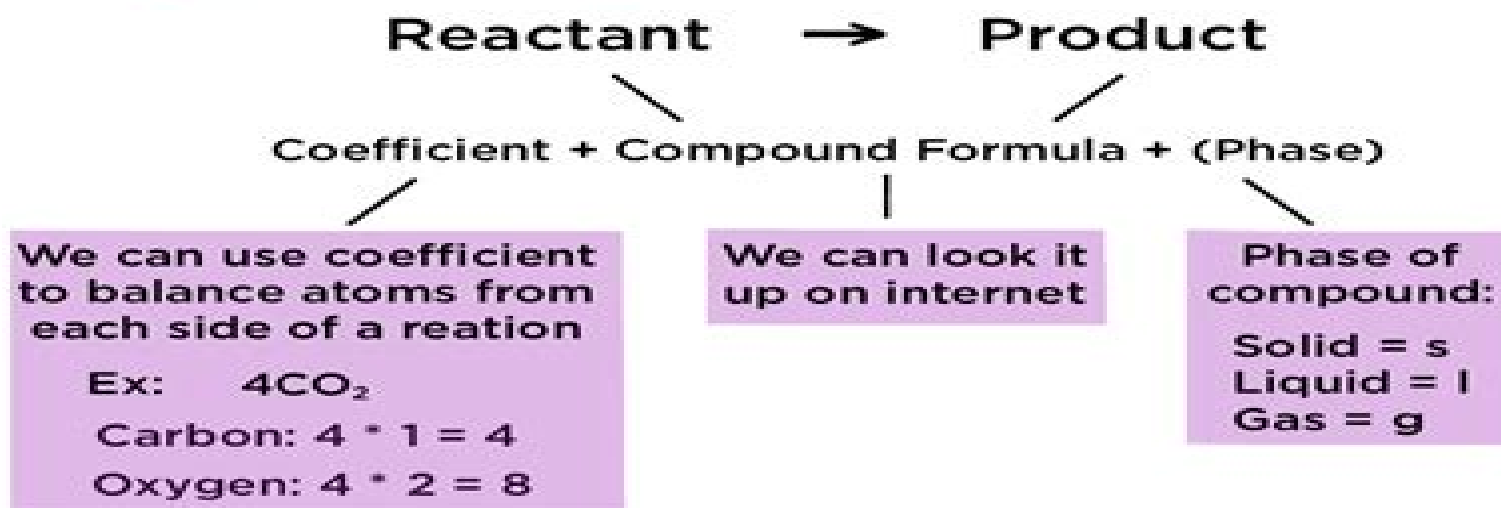 Reactant → Product
Coefficient + Compound Formula + (Phase)
We can use coefficient
to balance atoms from
each side of a reation
Ex: 4CO₂
Carbon: 4 * 1 = 4
Oxygen: 4 * 2 = 8
We can look it
up on internet
Phase of
compound:
Solid = s
Liquid = l
Gas = g